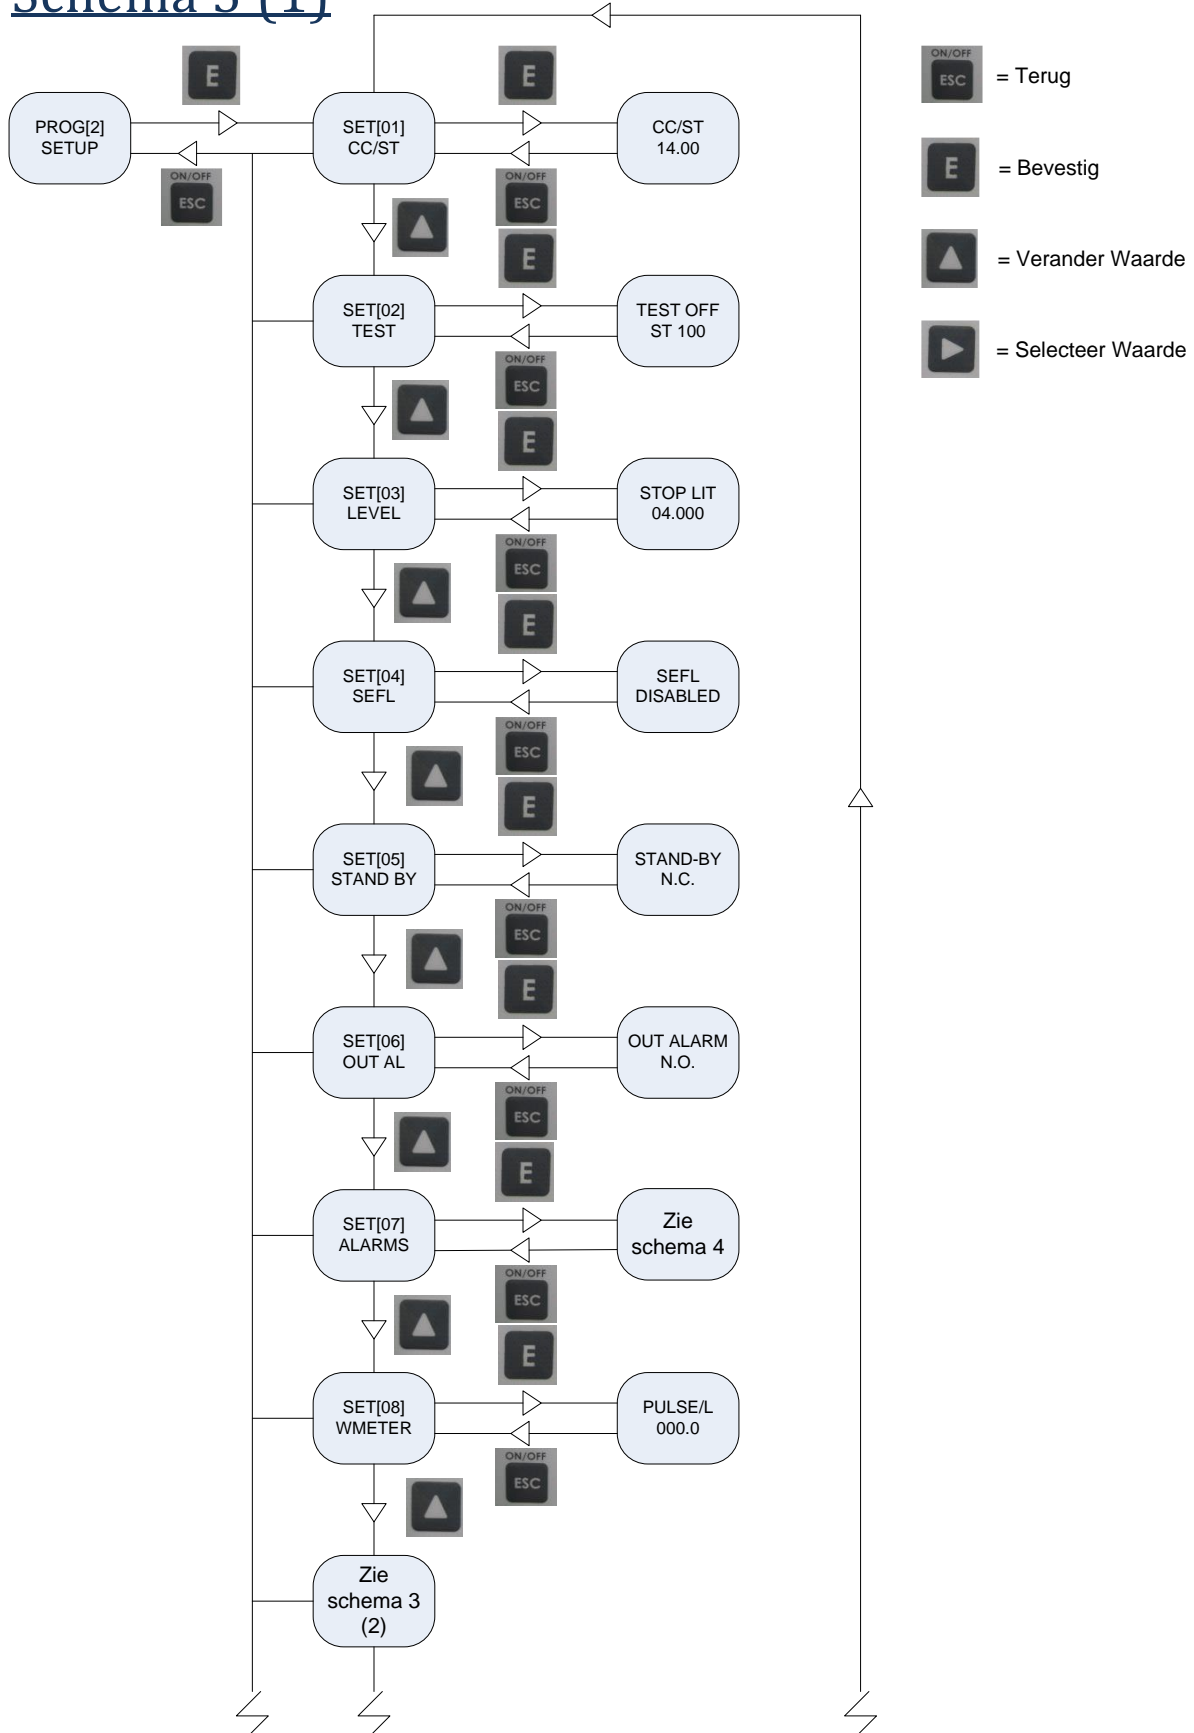 Schema 3 (1)
E
E
ON/OFF
ESC
= Terug
PROG[2]
SETUP
SET[01]
CC/ST
CC/ST
14.00
ON/OFF
ESC
ON/OFF
ESC
E
= Bevestig
E
= Verander Waarde
SET[02]
TEST
TEST OFF
ST 100
= Selecteer Waarde
ON/OFF
ESC
E
SET[03]
LEVEL
STOP LIT
04.000
ON/OFF
ESC
E
SET[04]
SEFL
SEFL
DISABLED
ON/OFF
ESC
E
SET[05]
STAND BY
STAND-BY
N.C.
ON/OFF
ESC
E
SET[06]
OUT AL
OUT ALARM
N.O.
ON/OFF
ESC
E
SET[07]
ALARMS
Zie
schema 4
ON/OFF
ESC
E
SET[08]
WMETER
PULSE/L
000.0
ON/OFF
ESC
Zie
schema 3
(2)